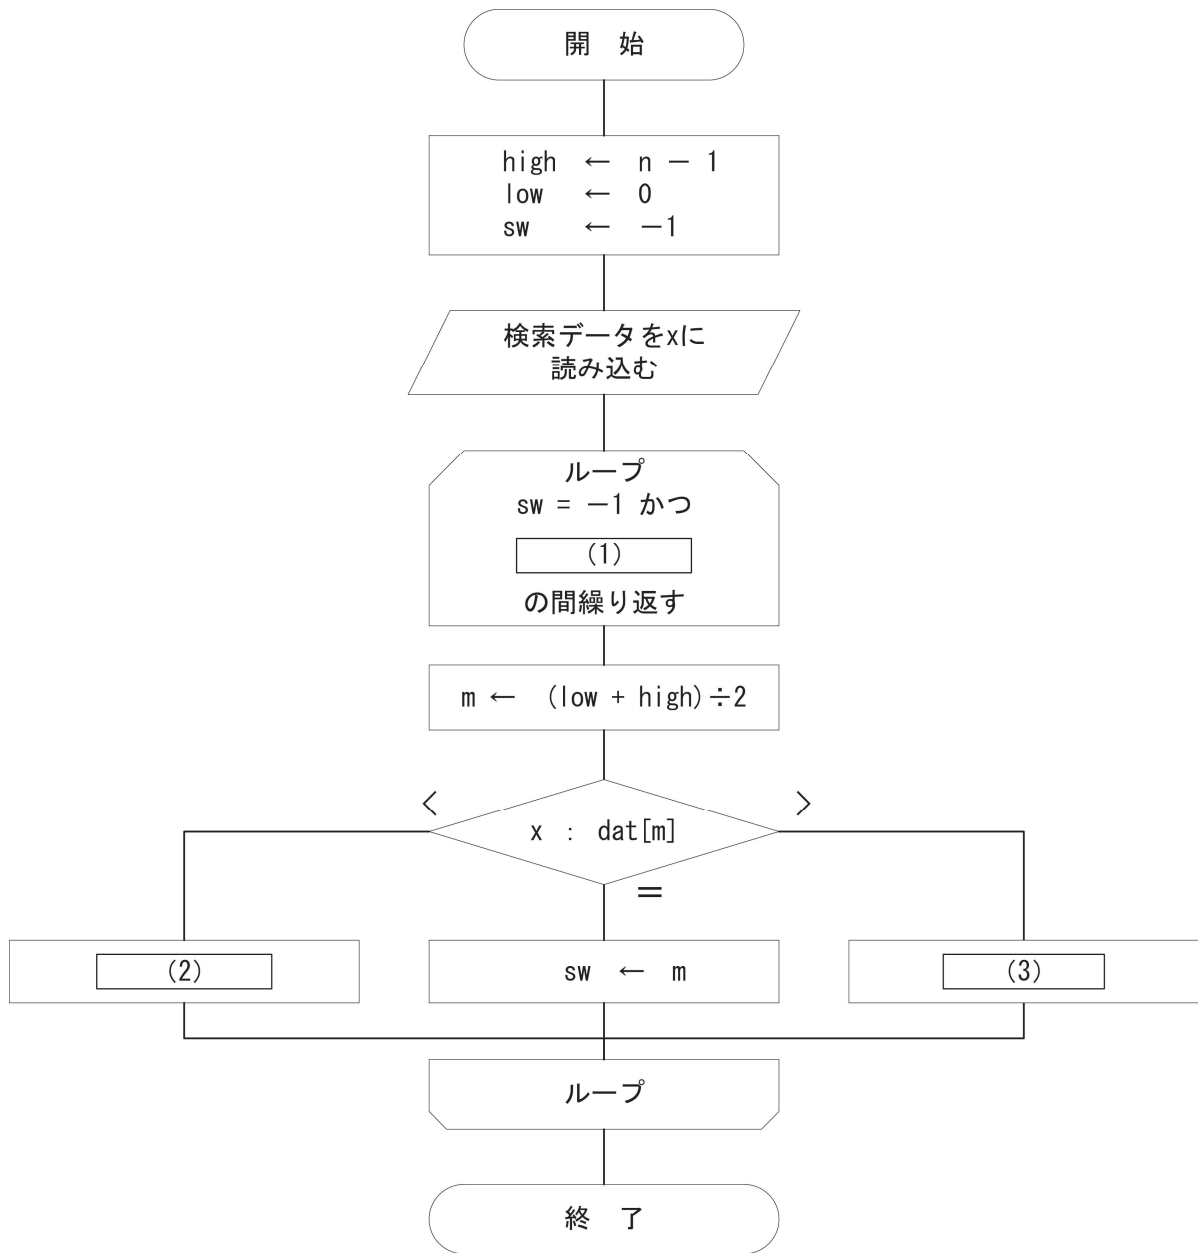 開　始
high ← n － 1
low ← 0
sw ← －1
検索データをxに
読み込む
ループ
sw = －1 かつ
(1)
の間繰り返す
m ← (low + high)÷2
＜
＞
x : dat[m]
＝
(2)
sw ← m
(3)
ループ
終　了